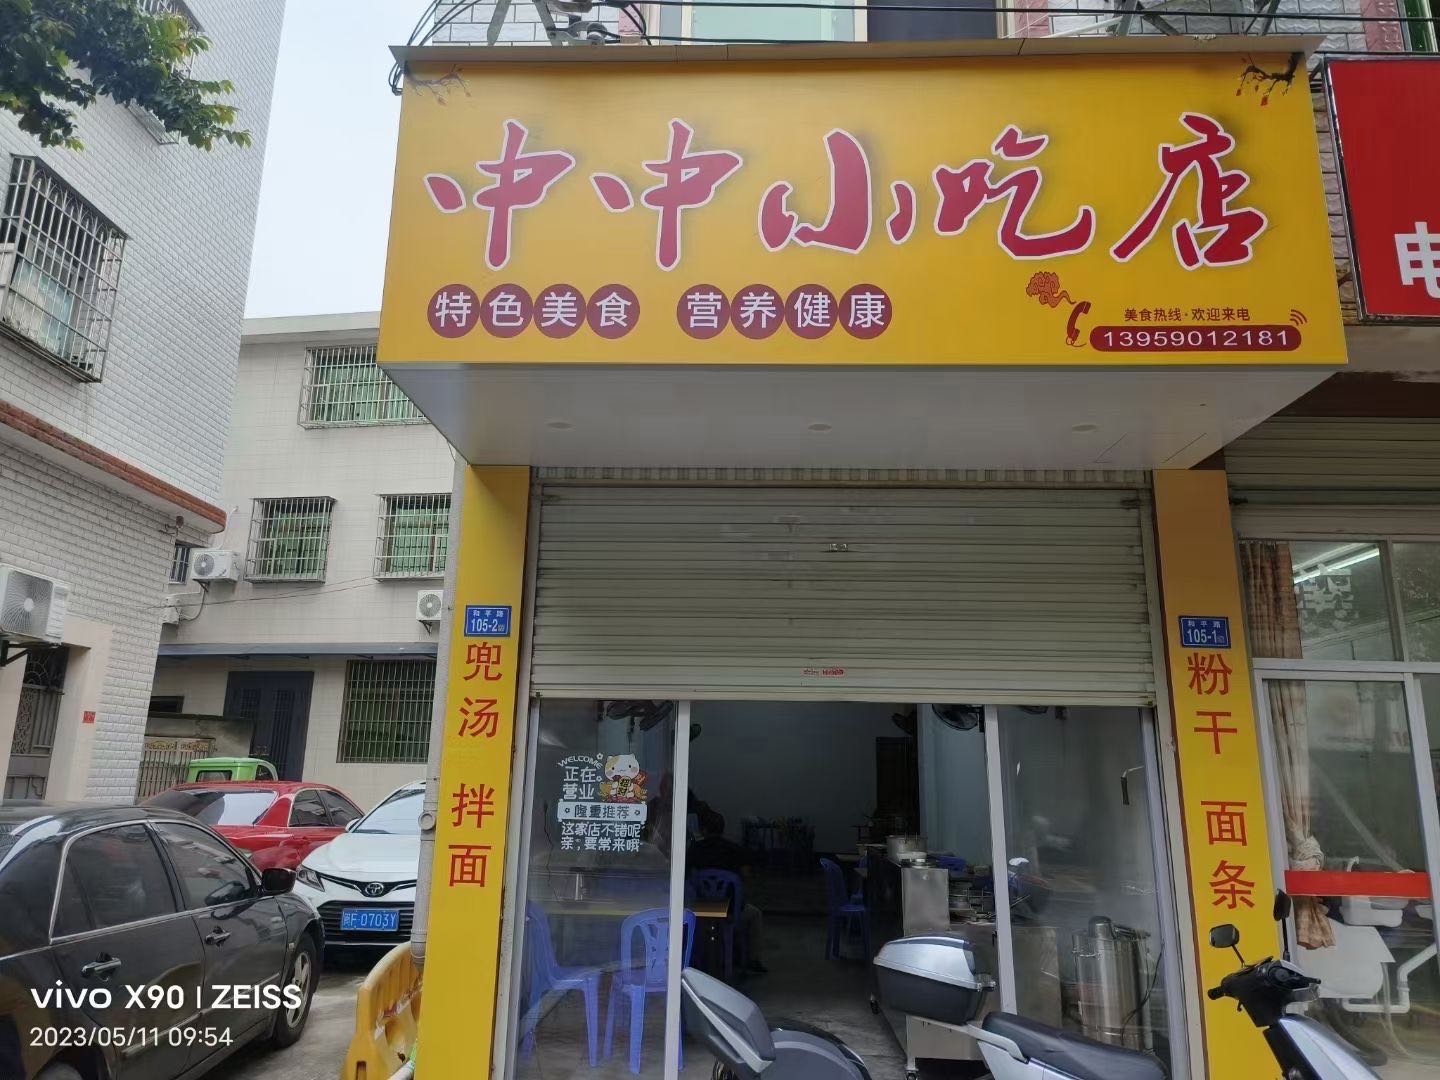 中中小吃店
特色美食 营养健康
美食热线·欢迎来电
13959012181
电
和平路
105-2
兜汤 拌面
和平路
105-1
粉干 面条
WELCOME
正在
营业
隆重推荐
这家店不错呢
亲,要常来哦
闽F·0703Y
vivo X90 | ZEISS
2023/05/11 09:54